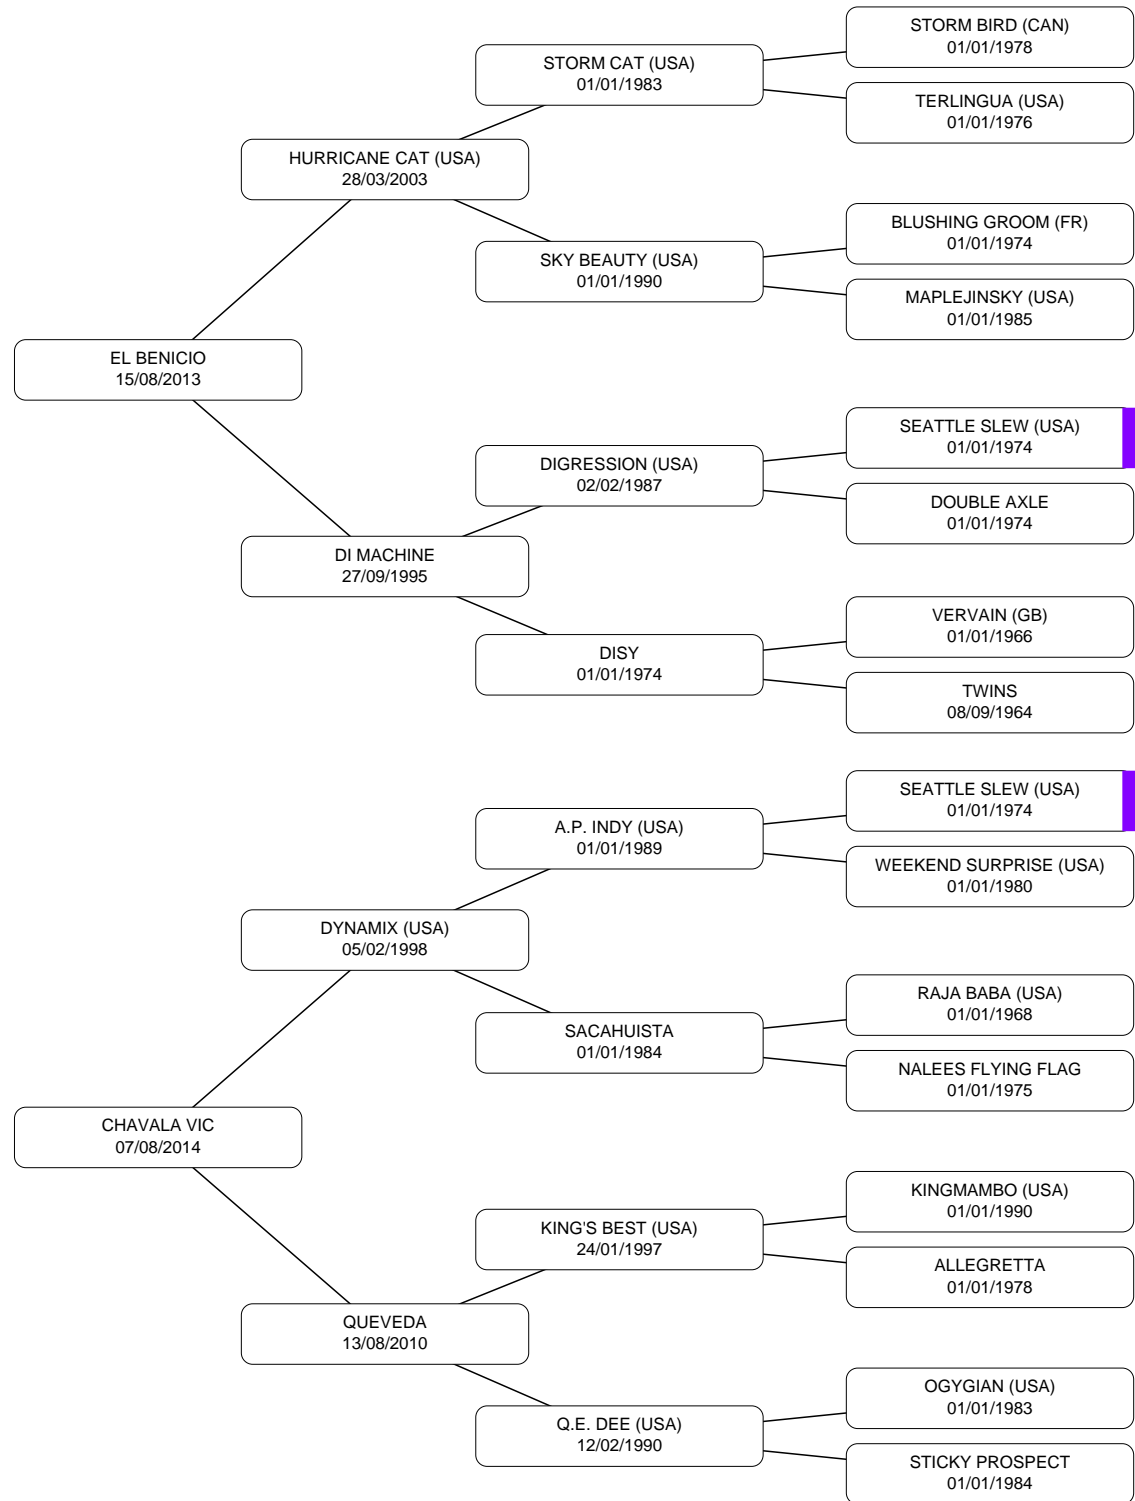 STORM BIRD (CAN)
01/01/1978
STORM CAT (USA)
01/01/1983
TERLINGUA (USA)
01/01/1976
HURRICANE CAT (USA)
28/03/2003
BLUSHING GROOM (FR)
01/01/1974
SKY BEAUTY (USA)
01/01/1990
MAPLEJINSKY (USA)
01/01/1985
EL BENICIO
15/08/2013
SEATTLE SLEW (USA)
01/01/1974
DIGRESSION (USA)
02/02/1987
DOUBLE AXLE
01/01/1974
DI MACHINE
27/09/1995
VERVAIN (GB)
01/01/1966
DISY
01/01/1974
TWINS
08/09/1964
SEATTLE SLEW (USA)
01/01/1974
A.P. INDY (USA)
01/01/1989
WEEKEND SURPRISE (USA)
01/01/1980
DYNAMIX (USA)
05/02/1998
RAJA BABA (USA)
01/01/1968
SACAHUISTA
01/01/1984
NALEES FLYING FLAG
01/01/1975
CHAVALA VIC
07/08/2014
KINGMAMBO (USA)
01/01/1990
KING'S BEST (USA)
24/01/1997
ALLEGRETTA
01/01/1978
QUEVEDA
13/08/2010
OGYGIAN (USA)
01/01/1983
Q.E. DEE (USA)
12/02/1990
STICKY PROSPECT
01/01/1984